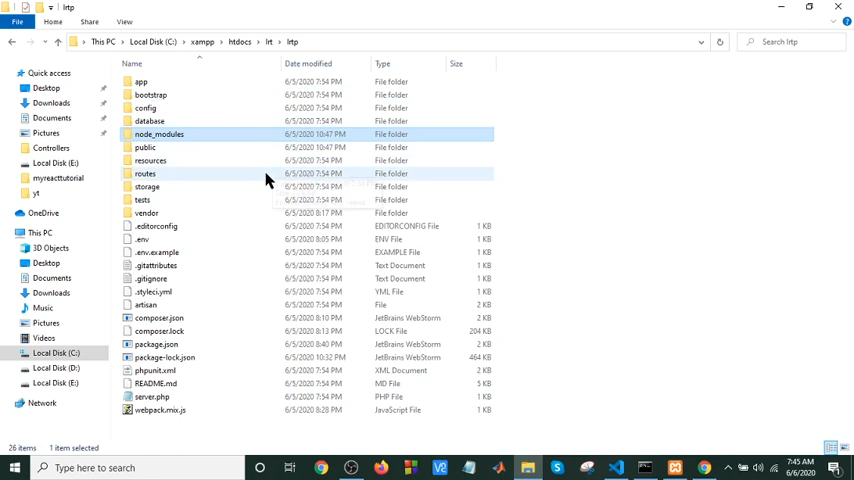 lrtp
File
Home
Share
View
This PC
Local Disk (C:)
xampp
htdocs
lrt
lrtp
Search lrtp
Name
Date modified
Type
Size
Quick access
Desktop
Downloads
Documents
Pictures
Controllers
Local Disk (E:)
myreacttutorial
yt
OneDrive
This PC
3D Objects
Desktop
Documents
Downloads
Music
Pictures
Videos
Local Disk (C:)
Local Disk (D:)
Local Disk (E:)
Network
app 6/5/2020 7:54 PM File folder
bootstrap 6/5/2020 7:54 PM File folder
config 6/5/2020 7:54 PM File folder
database 6/5/2020 7:54 PM File folder
node_modules 6/5/2020 10:47 PM File folder
public 6/5/2020 10:47 PM File folder
resources 6/5/2020 7:54 PM File folder
routes 6/5/2020 7:54 PM File folder
storage 6/5/2020 7:54 PM File folder
tests 6/5/2020 7:54 PM File folder
vendor 6/5/2020 8:17 PM File folder
.editorconfig 6/5/2020 7:54 PM EDITORCONFIG File 1 KB
.env 6/5/2020 8:05 PM ENV File 1 KB
.env.example 6/5/2020 7:54 PM EXAMPLE File 1 KB
.gitattributes 6/5/2020 7:54 PM Text Document 1 KB
.gitignore 6/5/2020 7:54 PM Text Document 1 KB
.styleci.yml 6/5/2020 7:54 PM YML File 1 KB
artisan 6/5/2020 7:54 PM File 2 KB
composer.json 6/5/2020 8:10 PM JetBrains WebStorm 2 KB
composer.lock 6/5/2020 8:13 PM LOCK File 204 KB
package.json 6/5/2020 8:40 PM JetBrains WebStorm 2 KB
package-lock.json 6/5/2020 10:32 PM JetBrains WebStorm 464 KB
phpunit.xml 6/5/2020 7:54 PM XML Document 2 KB
README.md 6/5/2020 7:54 PM MD File 5 KB
server.php 6/5/2020 7:54 PM PHP File 1 KB
webpack.mix.js 6/5/2020 8:28 PM JavaScript File 1 KB
26 items 1 item selected
Type here to search
7:45 AM
6/6/2020